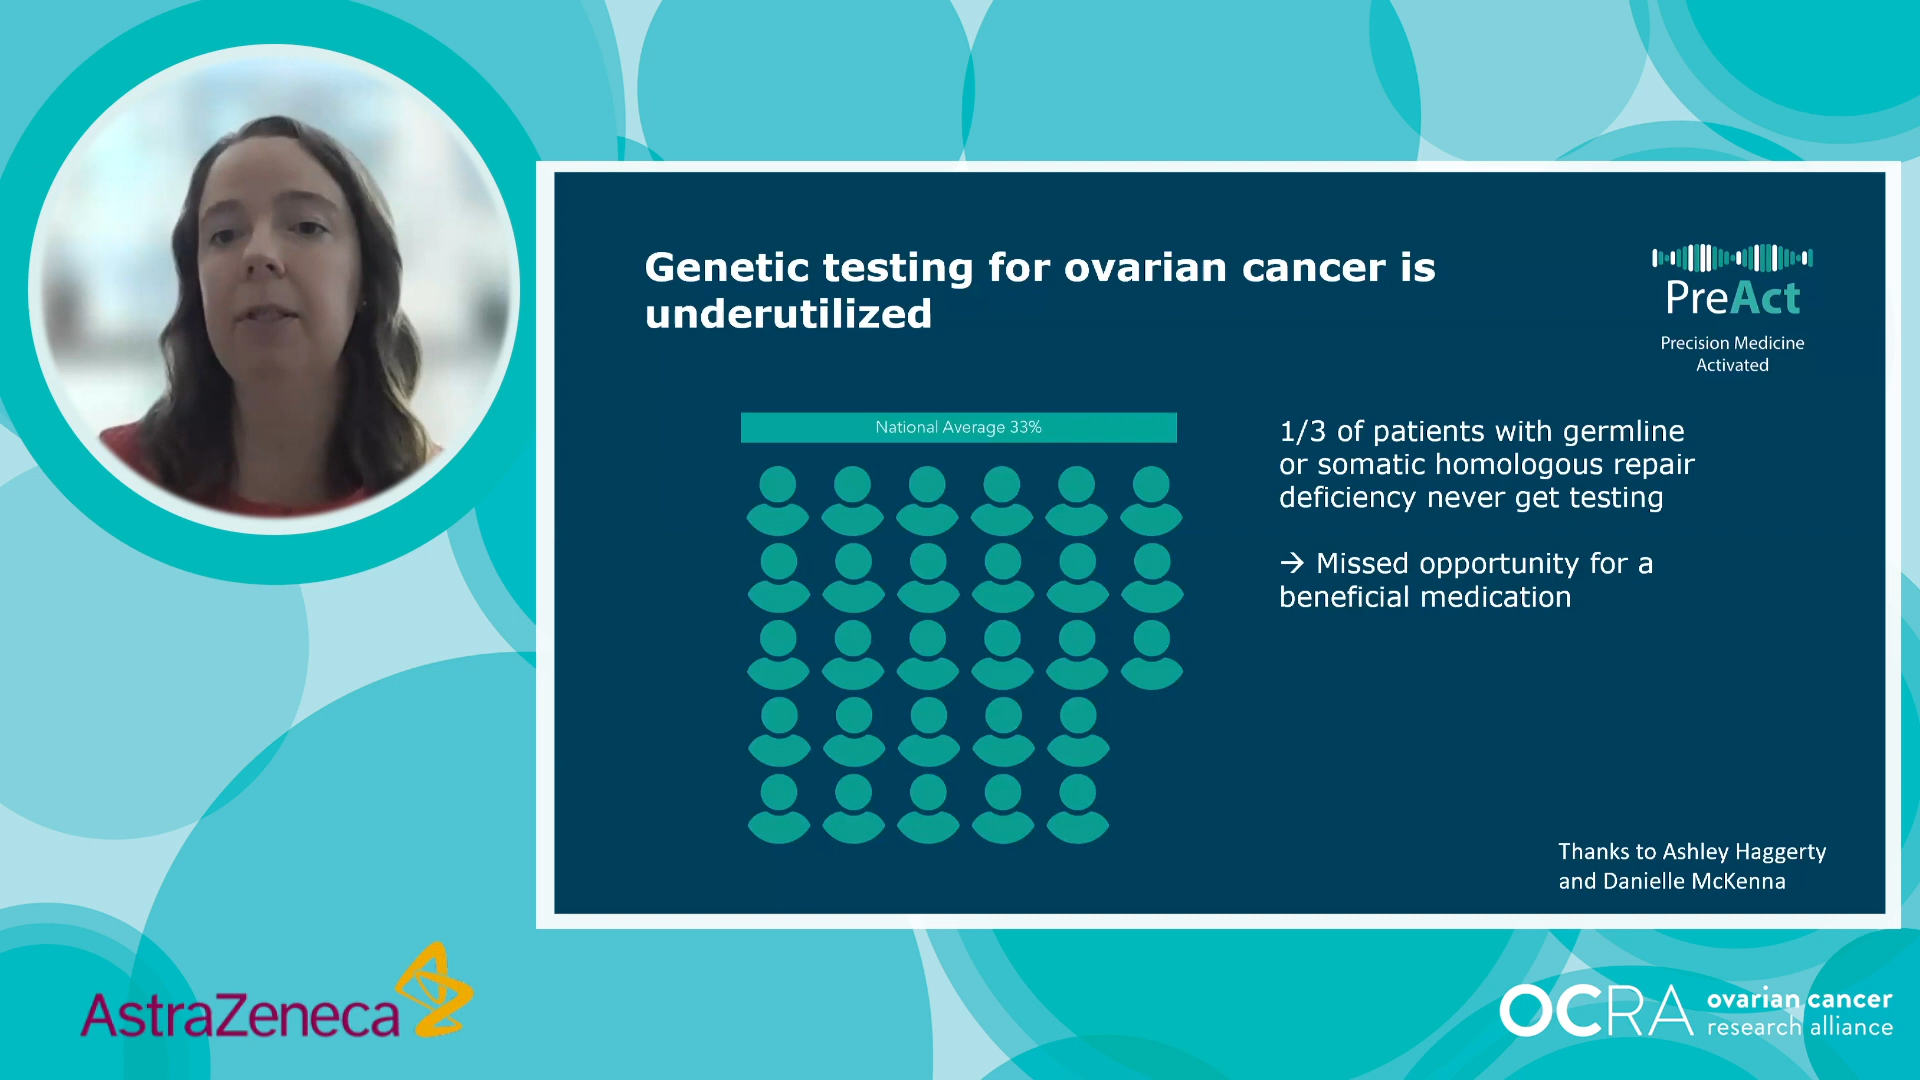 Genetic testing for ovarian cancer is
underutilized
PreAct
Precision Medicine
Activated
National Average 33%
1/3 of patients with germline
or somatic homologous repair
deficiency never get testing
→ Missed opportunity for a
beneficial medication
Thanks to Ashley Haggerty
and Danielle McKenna
AstraZeneca
OCRA
ovarian cancer
research alliance